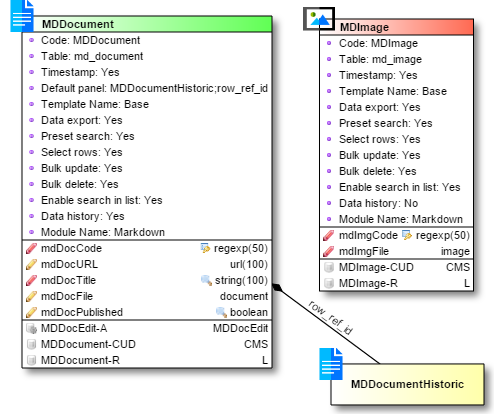 MDDocument
Code: MDDocument
Table: md_document
Timestamp: Yes
Default panel: MDDocumentHistoric;row_ref_id
Template Name: Base
Data export: Yes
Preset search: Yes
Select rows: Yes
Bulk update: Yes
Bulk delete: Yes
Enable search in list: Yes
Data history: Yes
Module Name: Markdown
mdDocCode regexp(50)
mdDocURL url(100)
mdDocTitle string(100)
mdDocFile document
mdDocPublished boolean
MDDocEdit-A MDDocEdit
MDDocument-CUD CMS
MDDocument-R L
MDImage
Code: MDImage
Table: md_image
Timestamp: Yes
Template Name: Base
Data export: Yes
Preset search: Yes
Select rows: Yes
Bulk update: Yes
Bulk delete: Yes
Enable search in list: Yes
Data history: No
Module Name: Markdown
mdImgCode regexp(50)
mdImgFile image
MDImage-CUD CMS
MDImage-R L
row_ref_id
MDDocumentHistoric